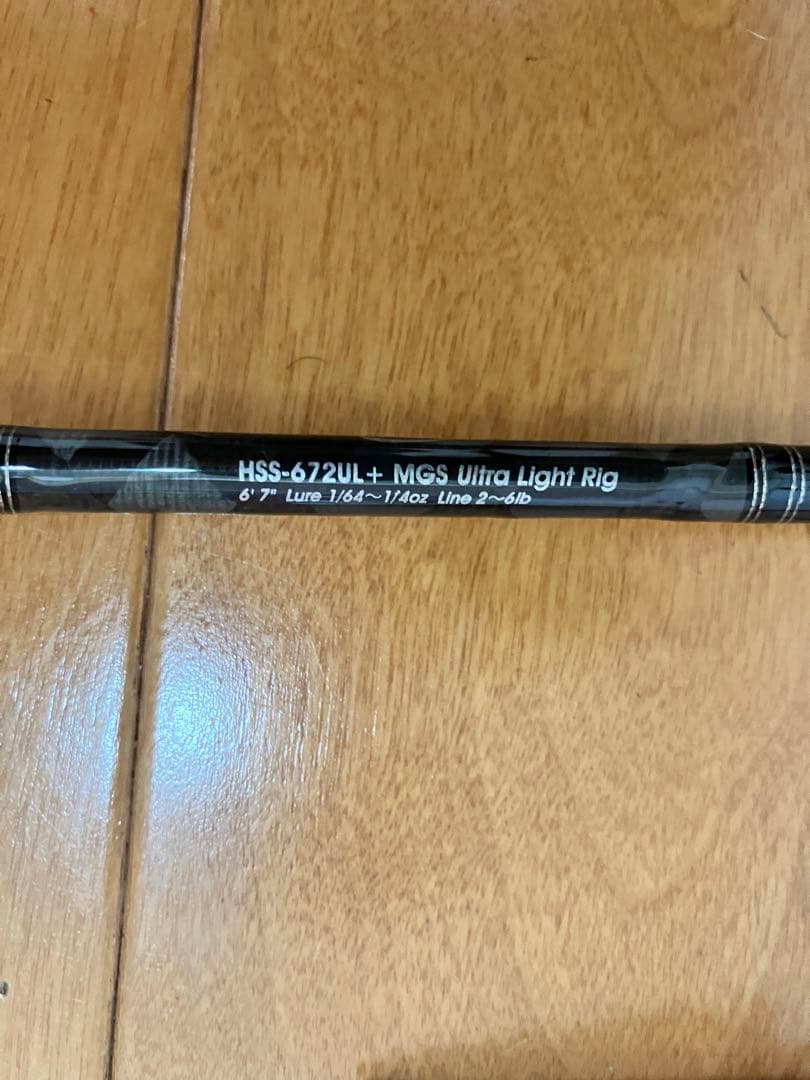 HSS-672UL+ MGS Ultra Light Rig
6' 7" Lure 1/64～1/4oz Line 2～6lb